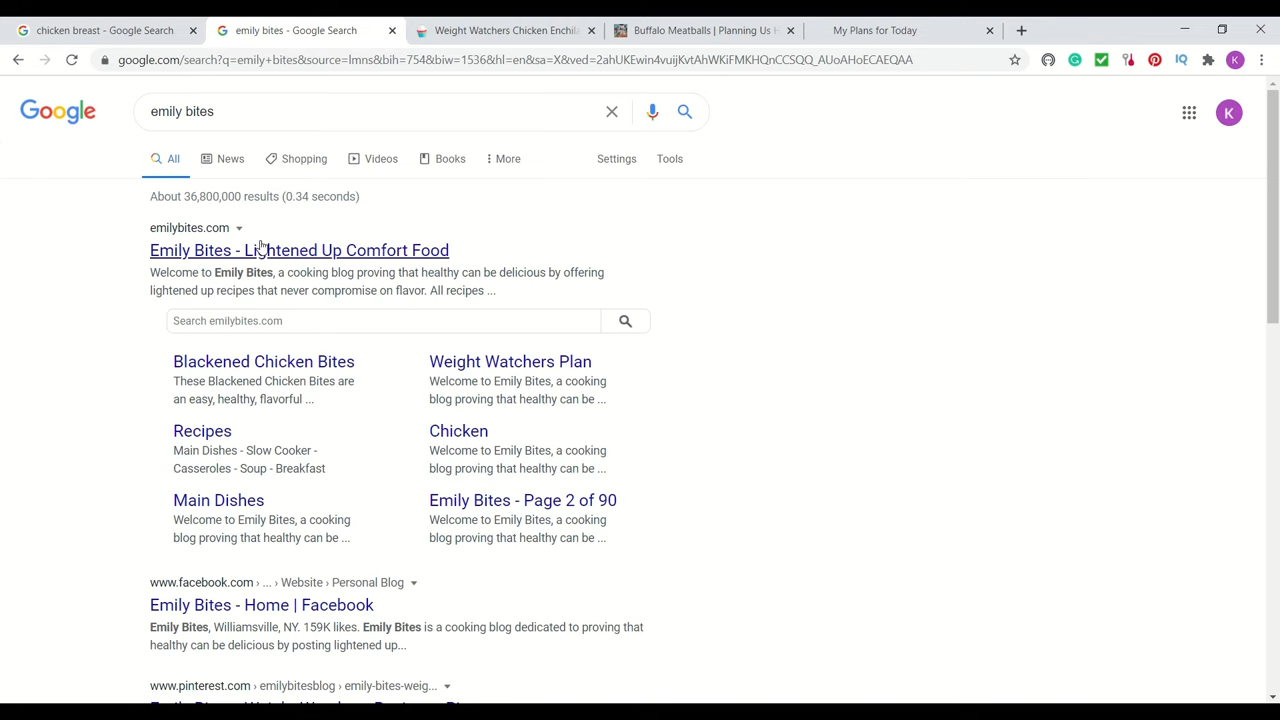 chicken breast - Google Search
emily bites - Google Search
Weight Watchers Chicken Enchila
Buffalo Meatballs | Planning Us H
My Plans for Today
google.com/search?q=emily+bites&source=lmns&bih=754&biw=1536&hl=en&sa=X&ved=2ahUKEwin4vuijKvtAhWKiFMKHQnCCSQQ_AUoAHoECAEQAA
IQ
K
Google
emily bites
K
All
News
Shopping
Videos
Books
More
Settings
Tools
About 36,800,000 results (0.34 seconds)
emilybites.com
Emily Bites - Lightened Up Comfort Food
Welcome to Emily Bites, a cooking blog proving that healthy can be delicious by offering
lightened up recipes that never compromise on flavor. All recipes ...
Search emilybites.com
Blackened Chicken Bites
These Blackened Chicken Bites are
an easy, healthy, flavorful ...
Weight Watchers Plan
Welcome to Emily Bites, a cooking
blog proving that healthy can be ...
Recipes
Main Dishes - Slow Cooker -
Casseroles - Soup - Breakfast
Chicken
Welcome to Emily Bites, a cooking
blog proving that healthy can be ...
Main Dishes
Welcome to Emily Bites, a cooking
blog proving that healthy can be ...
Emily Bites - Page 2 of 90
Welcome to Emily Bites, a cooking
blog proving that healthy can be ...
www.facebook.com › ... › Website › Personal Blog
Emily Bites - Home | Facebook
Emily Bites, Williamsville, NY. 159K likes. Emily Bites is a cooking blog dedicated to proving that
healthy can be delicious by posting lightened up...
www.pinterest.com › emilybitesblog › emily-bites-weig...